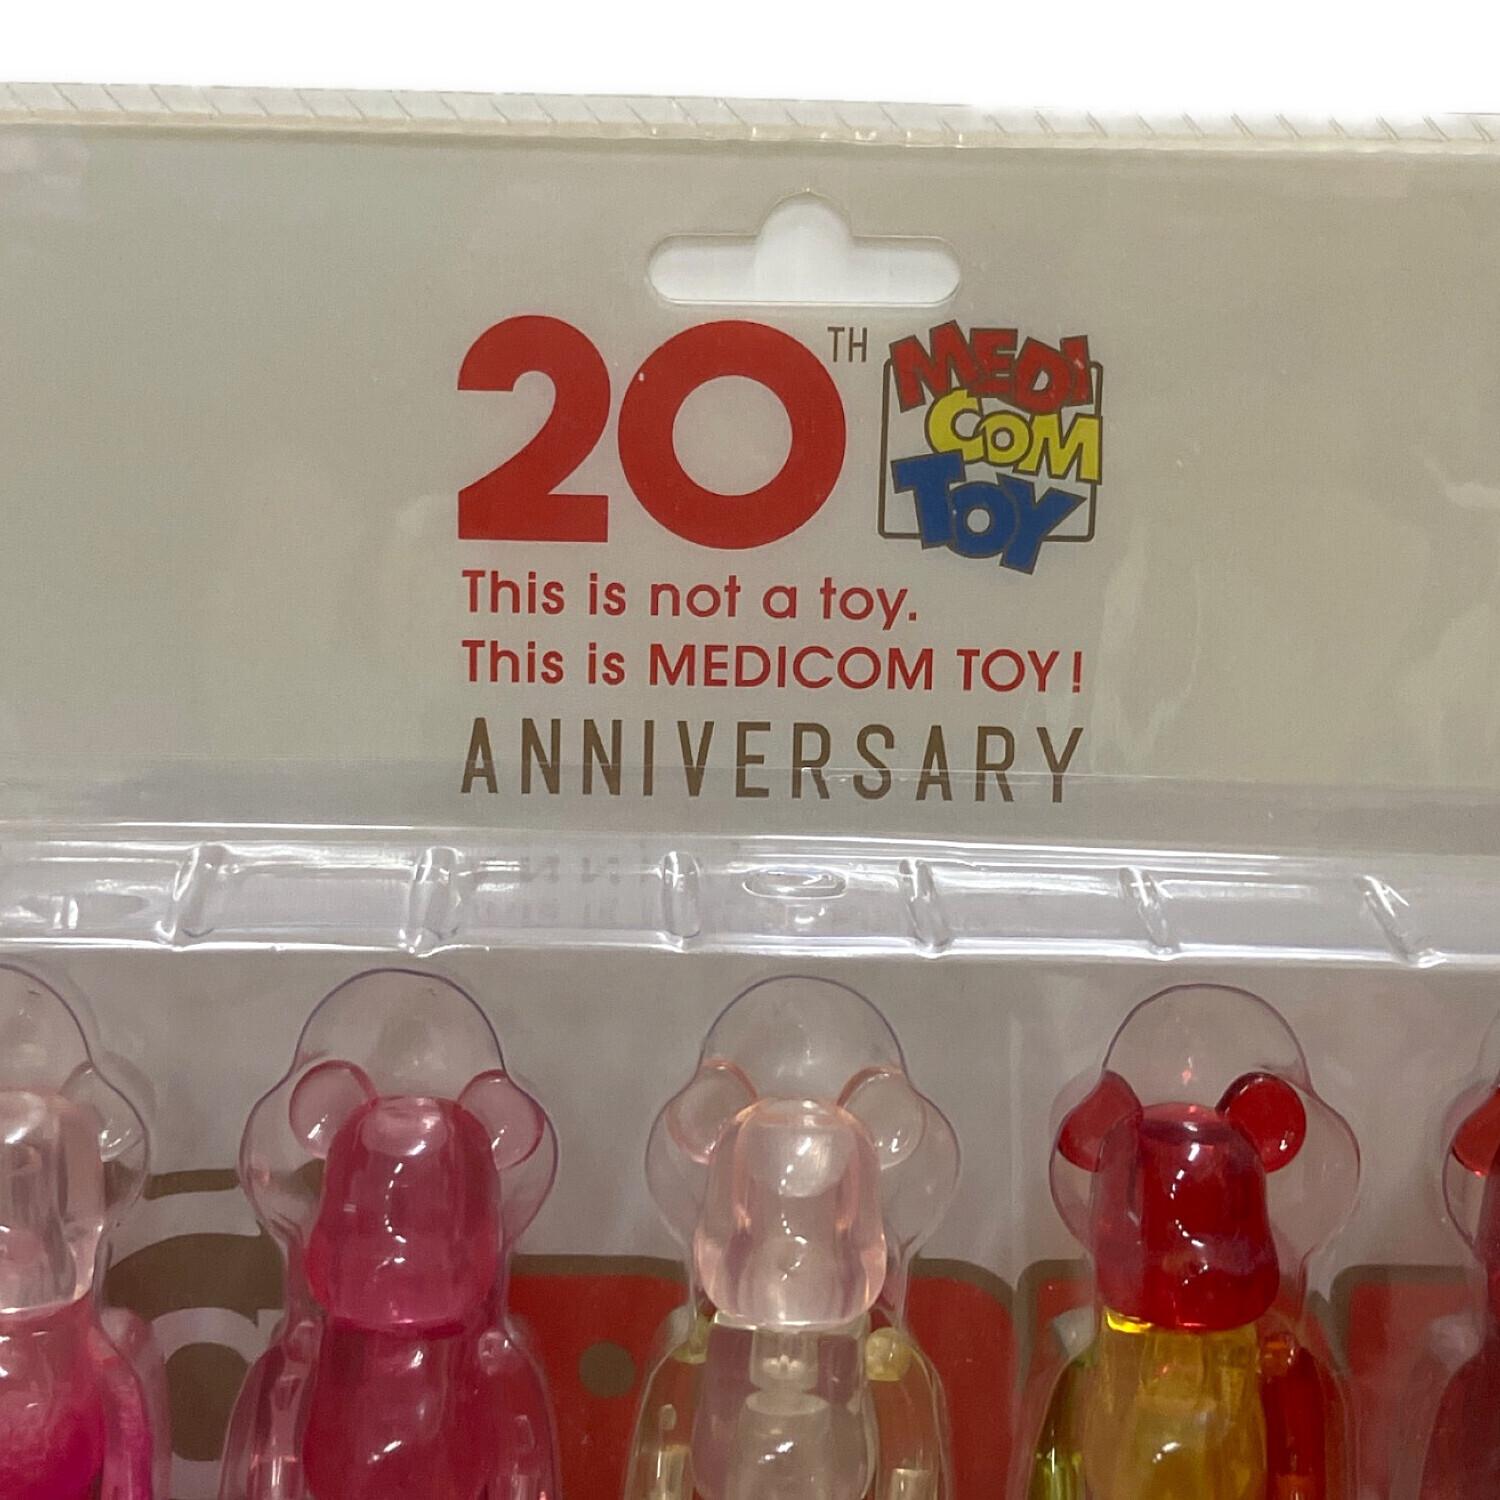 20TH
MEDI
COM
TOY
This is not a toy.
This is MEDICOM TOY!
ANNIVERSARY